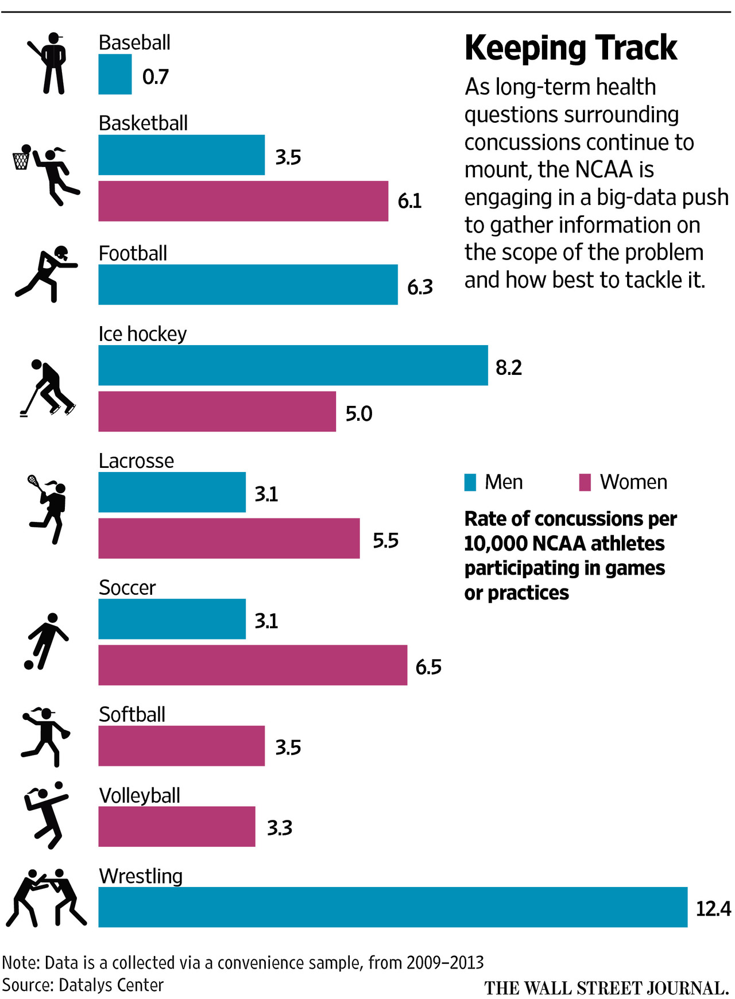 Keeping Track
As long-term health
questions surrounding
concussions continue to
mount, the NCAA is
engaging in a big-data push
to gather information on
the scope of the problem
and how best to tackle it.
Baseball
0.7
Basketball
3.5
6.1
Football
6.3
Ice hockey
8.2
5.0
Lacrosse
3.1
5.5
Men
Women
Rate of concussions per
10,000 NCAA athletes
participating in games
or practices
Soccer
3.1
6.5
Softball
3.5
Volleyball
3.3
Wrestling
12.4
Note: Data is a collected via a convenience sample, from 2009–2013
Source: Datalys Center
THE WALL STREET JOURNAL.